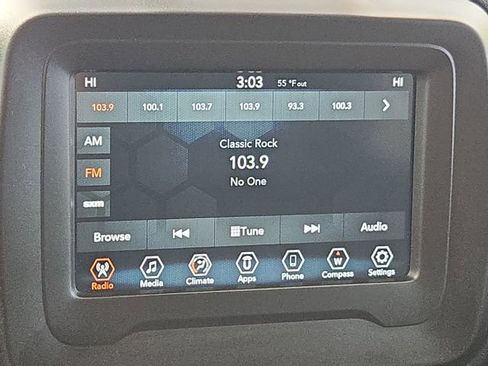 HI 3:03 55 °F out HI
103.9 100.1 103.7 103.9 93.3 100.3
AM
Classic Rock
103.9
FM
No One
sxm
Browse Tune Audio
W
Radio Media Climate Apps Phone Compass Settings